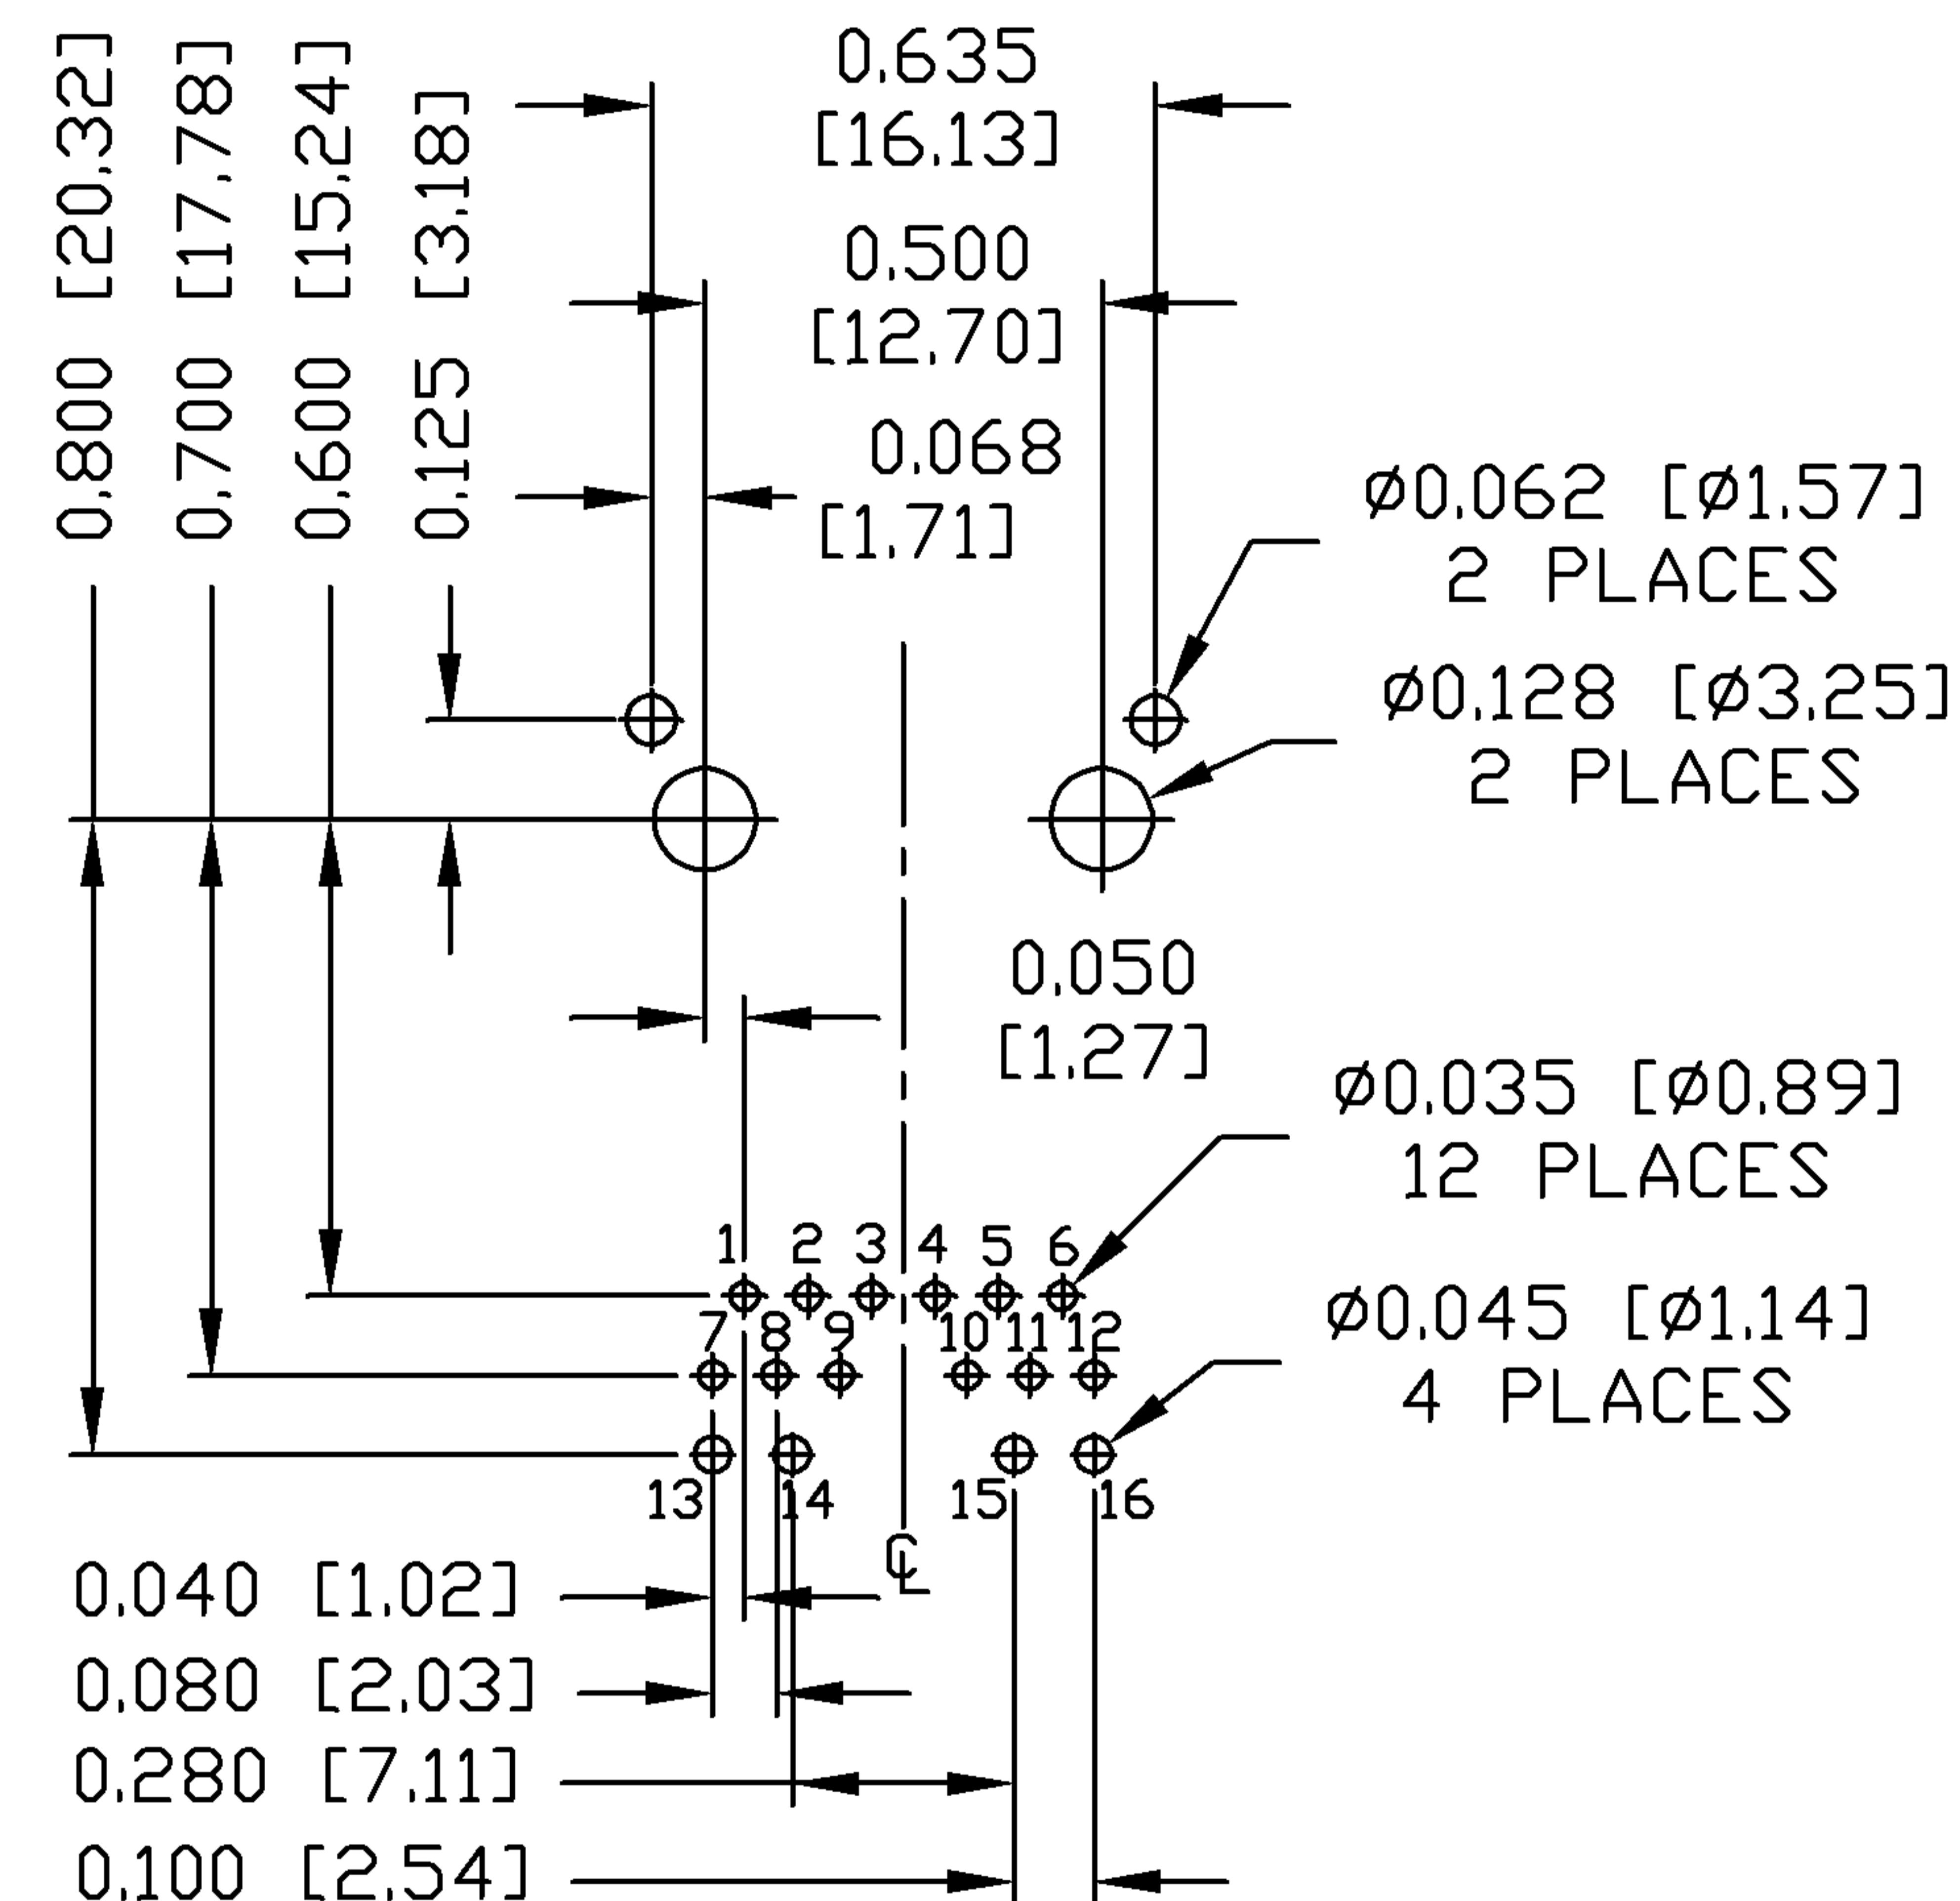 0.800 [20.32]
0.700 [17.78]
0.600 [15.24]
0.125 [3.18]
0.635
[16.13]
0.500
[12.70]
0.068
[1.71]
Ø0.062 [Ø1.57]
2 PLACES
Ø0.128 [Ø3.25]
2 PLACES
0.050
[1.27]
Ø0.035 [Ø0.89]
12 PLACES
1 2 3 4 5 6
7 8 9 10 11 12
Ø0.045 [Ø1.14]
4 PLACES
13 14 15 16
CL
0.040 [1.02]
0.080 [2.03]
0.280 [7.11]
0.100 [2.54]